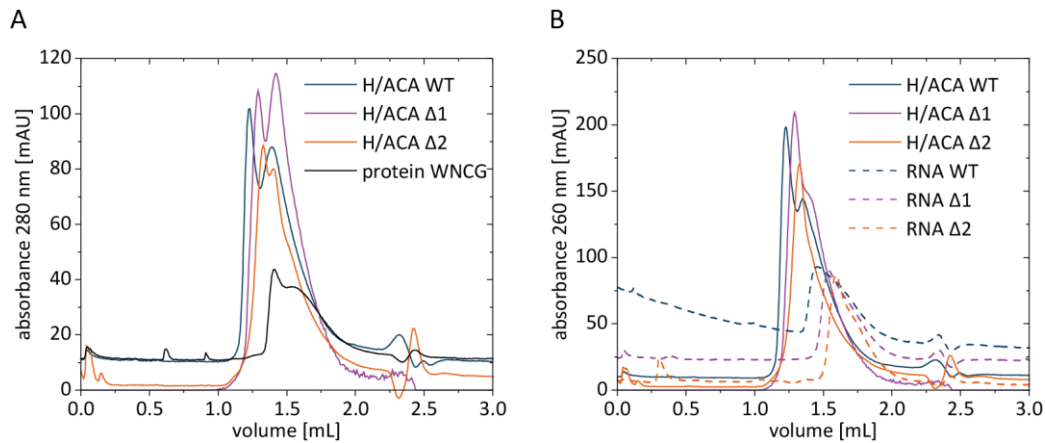 A
B
absorbance 280 nm [mAU]
120
100
80
60
40
20
0
0.0 0.5 1.0 1.5 2.0 2.5 3.0
volume [mL]
H/ACA WT
H/ACA Δ1
H/ACA Δ2
protein WNCG
absorbance 260 nm [mAU]
250
200
150
100
50
0
0.0 0.5 1.0 1.5 2.0 2.5 3.0
volume [mL]
H/ACA WT
H/ACA Δ1
H/ACA Δ2
RNA WT
RNA Δ1
RNA Δ2